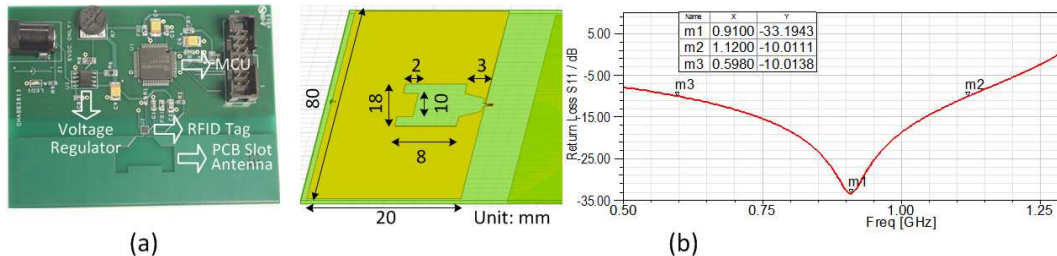 MCU
Voltage
Regulator
RFID Tag
PCB Slot
Antenna
(a)
2
3
80
18
10
8
20
Unit: mm
Name X Y
m1 0.9100 -33.1943
m2 1.1200 -10.0111
m3 0.5980 -10.0138
Return Loss S11 / dB
5.00
-5.00
-15.00
-25.00
-35.00
m3
m2
m1
0.50
0.75
1.00
1.25
Freq [GHz]
(b)